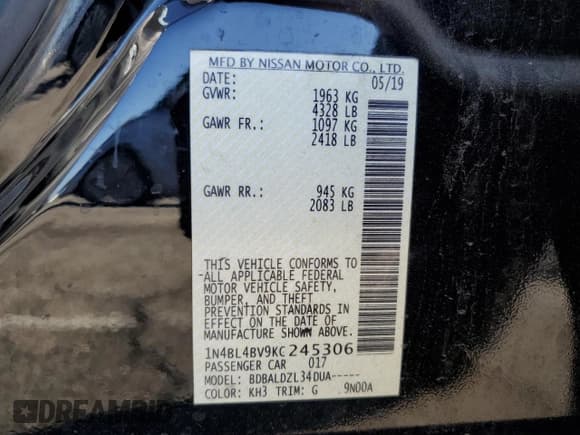 MFD BY NISSAN MOTOR CO., LTD.
DATE: 05/19
GVWR: 1963 KG
4328 LB
GAWR FR.: 1097 KG
2418 LB
GAWR RR.: 945 KG
2083 LB
THIS VEHICLE CONFORMS TO
ALL APPLICABLE FEDERAL
MOTOR VEHICLE SAFETY,
BUMPER, AND THEFT
PREVENTION STANDARDS IN
EFFECT ON THE DATE OF
MANUFACTURE SHOWN ABOVE.
1N4BL4BV9KC245306
PASSENGER CAR 017
MODEL: BDBALDZL34DUA-----
COLOR: KH3 TRIM: G 9N00A
DREAMBID